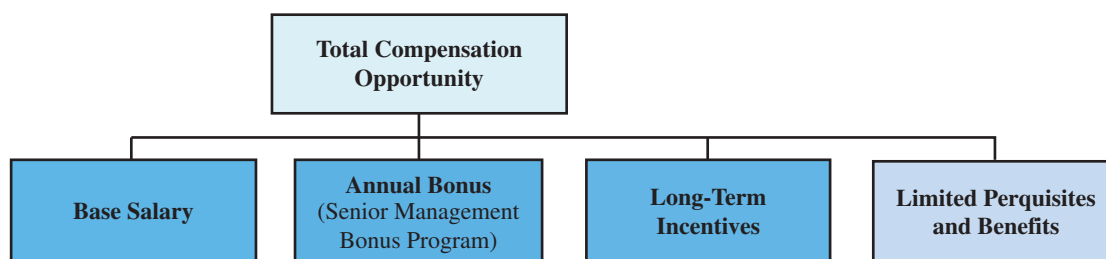 Total Compensation
Opportunity
Base Salary
Annual Bonus
(Senior Management
Bonus Program)
Long-Term
Incentives
Limited Perquisites
and Benefits